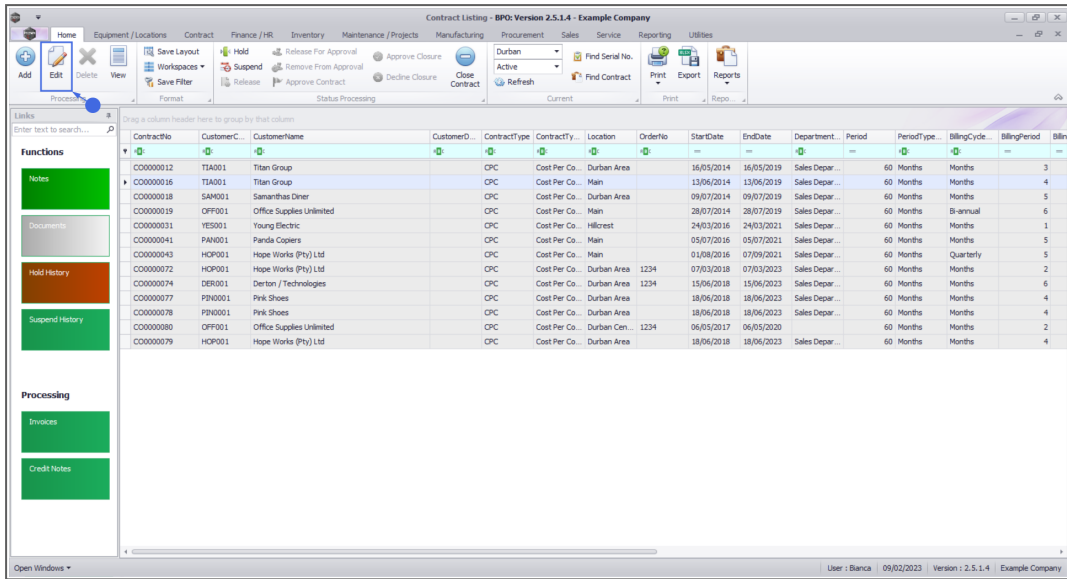 Contract Listing - BPO: Version 2.5.1.4 - Example Company
Home Equipment / Locations Contract Finance / HR Inventory Maintenance / Projects Manufacturing Procurement Sales Service Reporting Utilities
Add Edit Delete View
Save Layout
Workspaces
Save Filter
Hold
Suspend
Release
Release For Approval
Remove From Approval
Approve Contract
Approve Closure
Decline Closure
Close Contract
Durban
Active
Refresh
Find Serial No.
Find Contract
Print Export Reports
Processing Format Status Processing Current Print Repo...
Links
Enter text to search...
Functions
Notes
Documents
Hold History
Suspend History
Processing
Invoices
Credit Notes
Drag a column header here to group by that column
ContractNo CustomerC... CustomerName CustomerD... ContractType ContractTy... Location OrderNo StartDate EndDate Department... Period PeriodType... BillingCycle... BillingPeriod Billin
CO0000012 TIA001 Titan Group CPC Cost Per Co... Durban Area 16/05/2014 16/05/2019 Sales Depar... 60 Months Months 3
CO0000016 TIA001 Titan Group CPC Cost Per Co... Main 13/06/2014 13/06/2019 Sales Depar... 60 Months Months 4
CO0000018 SAM001 Samanthas Diner CPC Cost Per Co... Durban Area 09/07/2014 09/07/2019 Sales Depar... 60 Months Months 5
CO0000019 OFF001 Office Supplies Unlimited CPC Cost Per Co... Main 28/07/2014 28/07/2019 Sales Depar... 60 Months Bi-annual 6
CO0000031 YES001 Young Electric CPC Cost Per Co... Hillcrest 24/03/2016 24/03/2021 Sales Depar... 60 Months Months 1
CO0000041 PAN001 Panda Copiers CPC Cost Per Co... Main 05/07/2016 05/07/2021 Sales Depar... 60 Months Months 5
CO0000043 HOP001 Hope Works (Pty) Ltd CPC Cost Per Co... Main 01/08/2016 07/09/2021 Sales Depar... 60 Months Quarterly 5
CO0000072 HOP001 Hope Works (Pty) Ltd CPC Cost Per Co... Durban Area 1234 07/03/2018 07/03/2023 Sales Depar... 60 Months Months 2
CO0000074 DER001 Derton / Technologies CPC Cost Per Co... Durban Area 1234 15/06/2018 15/06/2023 Sales Depar... 60 Months Months 6
CO0000077 PIN0001 Pink Shoes CPC Cost Per Co... Durban Area 18/06/2018 18/06/2023 Sales Depar... 60 Months Months 4
CO0000078 PIN0001 Pink Shoes CPC Cost Per Co... Durban Area 18/06/2018 18/06/2023 Sales Depar... 60 Months Months 4
CO0000080 OFF001 Office Supplies Unlimited CPC Cost Per Co... Durban Cen... 1234 06/05/2017 06/05/2020 60 Months Months 2
CO0000079 HOP001 Hope Works (Pty) Ltd CPC Cost Per Co... Durban Area 18/06/2018 18/06/2023 Sales Depar... 60 Months Months 4
Open Windows
User : Bianca 09/02/2023 Version : 2.5.1.4 Example Company